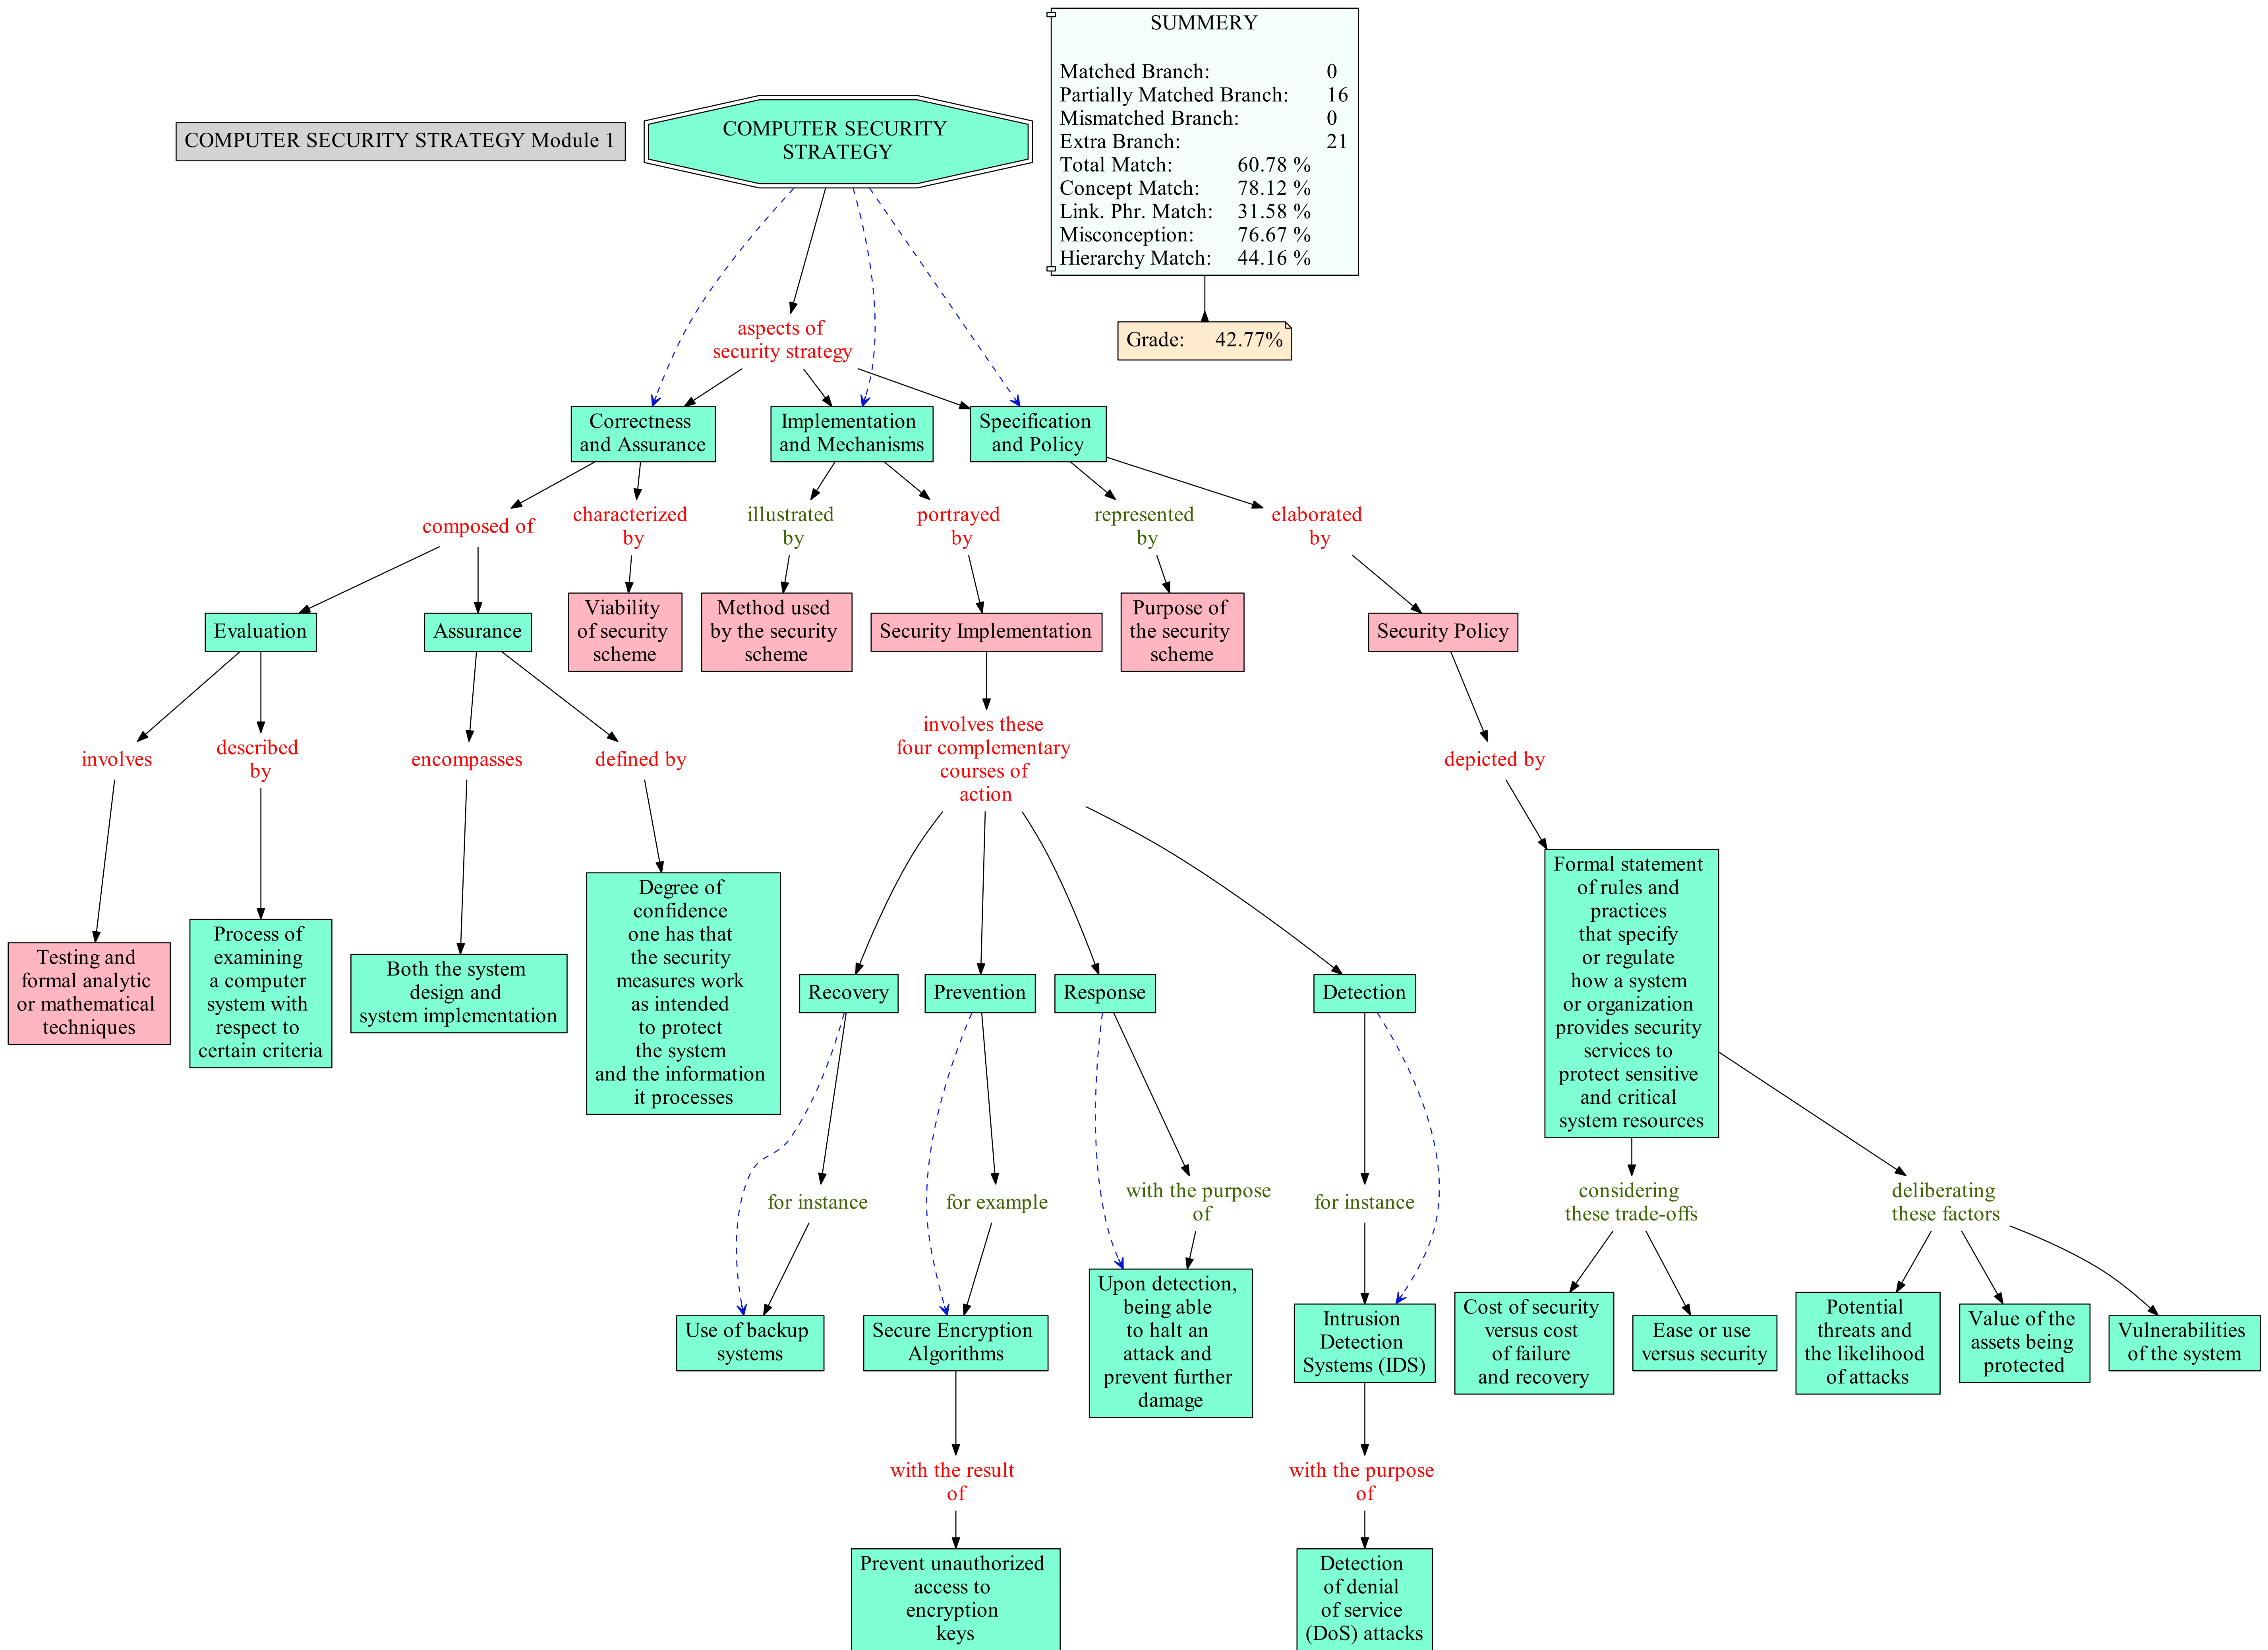 SUMMERY
Matched Branch: 0
Partially Matched Branch: 16
Mismatched Branch: 0
Extra Branch: 21
Total Match: 60.78 %
Concept Match: 78.12 %
Link. Phr. Match: 31.58 %
Misconception: 76.67 %
Hierarchy Match: 44.16 %
Grade: 42.77%
COMPUTER SECURITY STRATEGY Module 1
COMPUTER SECURITY
STRATEGY
aspects of
security strategy
Correctness
and Assurance
Implementation
and Mechanisms
Specification
and Policy
composed of
characterized
by
illustrated
by
portrayed
by
represented
by
elaborated
by
Evaluation
Assurance
Viability
of security
scheme
Method used
by the security
scheme
Security Implementation
Purpose of
the security
scheme
Security Policy
involves
described
by
encompasses
defined by
involves these
four complementary
courses of
action
depicted by
Testing and
formal analytic
or mathematical
techniques
Process of
examining
a computer
system with
respect to
certain criteria
Both the system
design and
system implementation
Degree of
confidence
one has that
the security
measures work
as intended
to protect
the system
and the information
it processes
Recovery
Prevention
Response
Detection
Formal statement
of rules and
practices
that specify
or regulate
how a system
or organization
provides security
services to
protect sensitive
and critical
system resources
for instance
for example
with the purpose
of
for instance
considering
these trade-offs
deliberating
these factors
Use of backup
systems
Secure Encryption
Algorithms
Upon detection,
being able
to halt an
attack and
prevent further
damage
Intrusion
Detection
Systems (IDS)
Cost of security
versus cost
of failure
and recovery
Ease or use
versus security
Potential
threats and
the likelihood
of attacks
Value of the
assets being
protected
Vulnerabilities
of the system
with the result
of
with the purpose
of
Prevent unauthorized
access to
encryption
keys
Detection
of denial
of service
(DoS) attacks